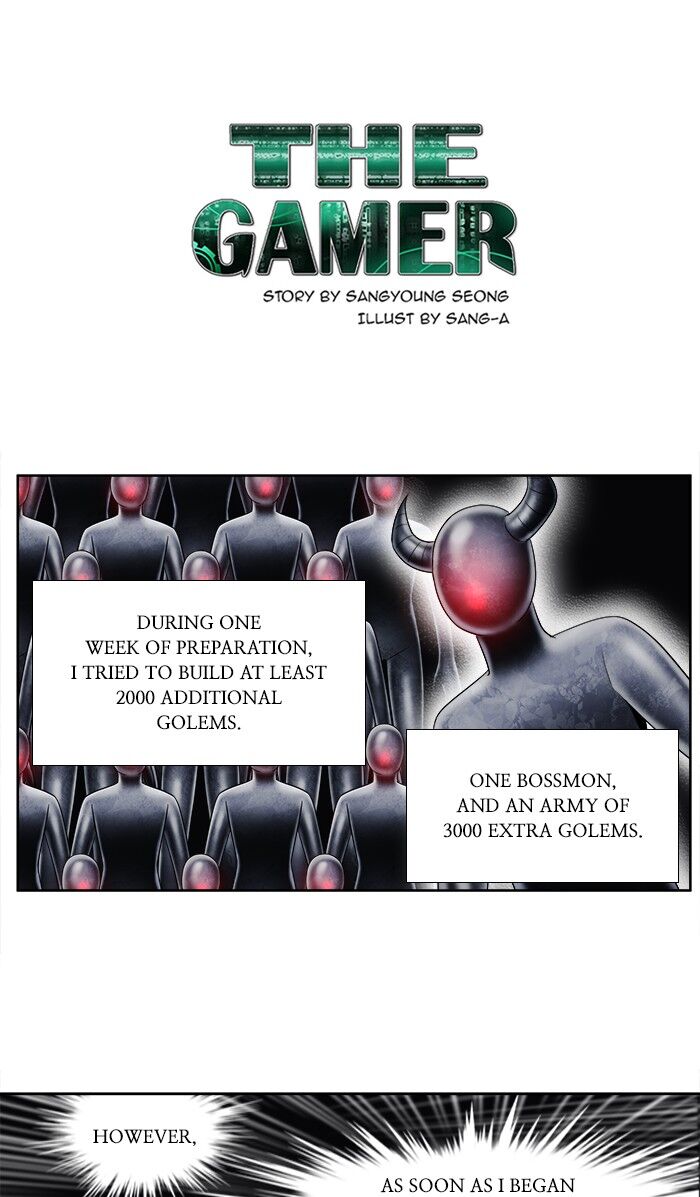 THE
GAMER
STORY BY SANGYOUNG SEONG
ILLUST BY SANG-A
DURING ONE
WEEK OF PREPARATION,
I TRIED TO BUILD AT LEAST
2000 ADDITIONAL
GOLEMS.
ONE BOSSMON,
AND AN ARMY OF
3000 EXTRA GOLEMS.
HOWEVER,
AS SOON AS I BEGAN